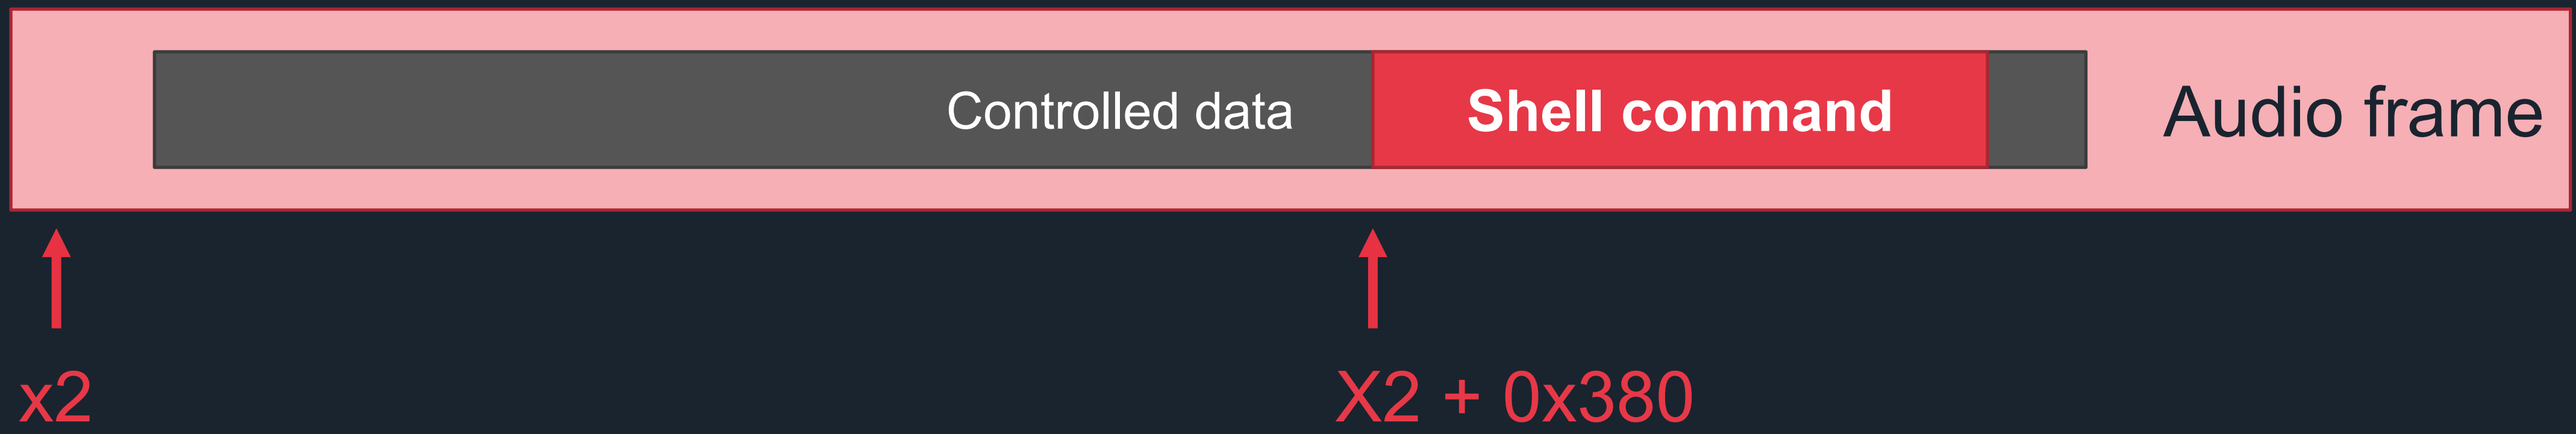 Controlled data
Shell command
Audio frame
x2
X2 + 0x380